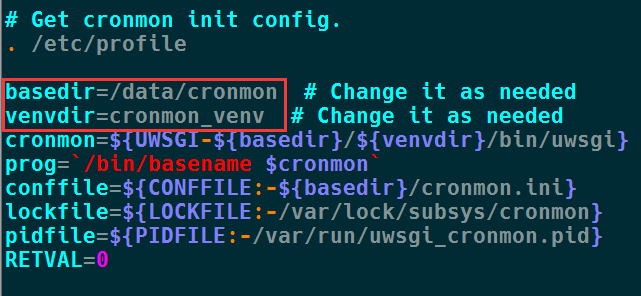 # Get cronmon init config.
. /etc/profile
basedir=/data/cronmon  # Change it as needed
venvdir=cronmon_venv  # Change it as needed
cronmon=${UWSGI-${basedir}/${venvdir}/bin/uwsgi}
prog=`/bin/basename $cronmon`
conffile=${CONFFILE:-${basedir}/cronmon.ini}
lockfile=${LOCKFILE:-/var/lock/subsys/cronmon}
pidfile=${PIDFILE:-/var/run/uwsgi_cronmon.pid}
RETVAL=0